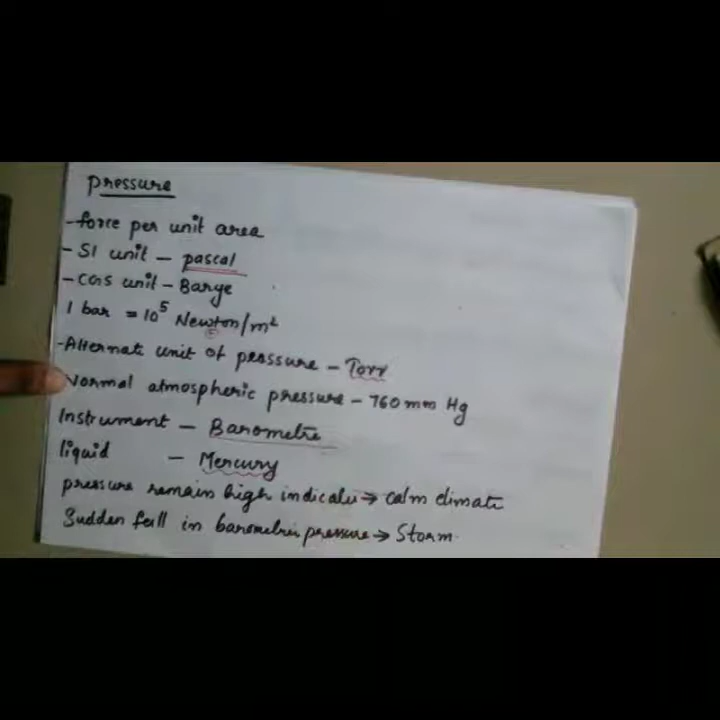 Pressure
- force per unit area
- SI unit - pascal
- CGS unit - Barye
1 bar = 10⁵ Newton/m²
- Alternate unit of pressure - Torr
Normal atmospheric pressure - 760 mm Hg
Instrument - Barometre
liquid - Mercury
pressure remain high indicates → calm climate
Sudden fall in barometric pressure → Storm.